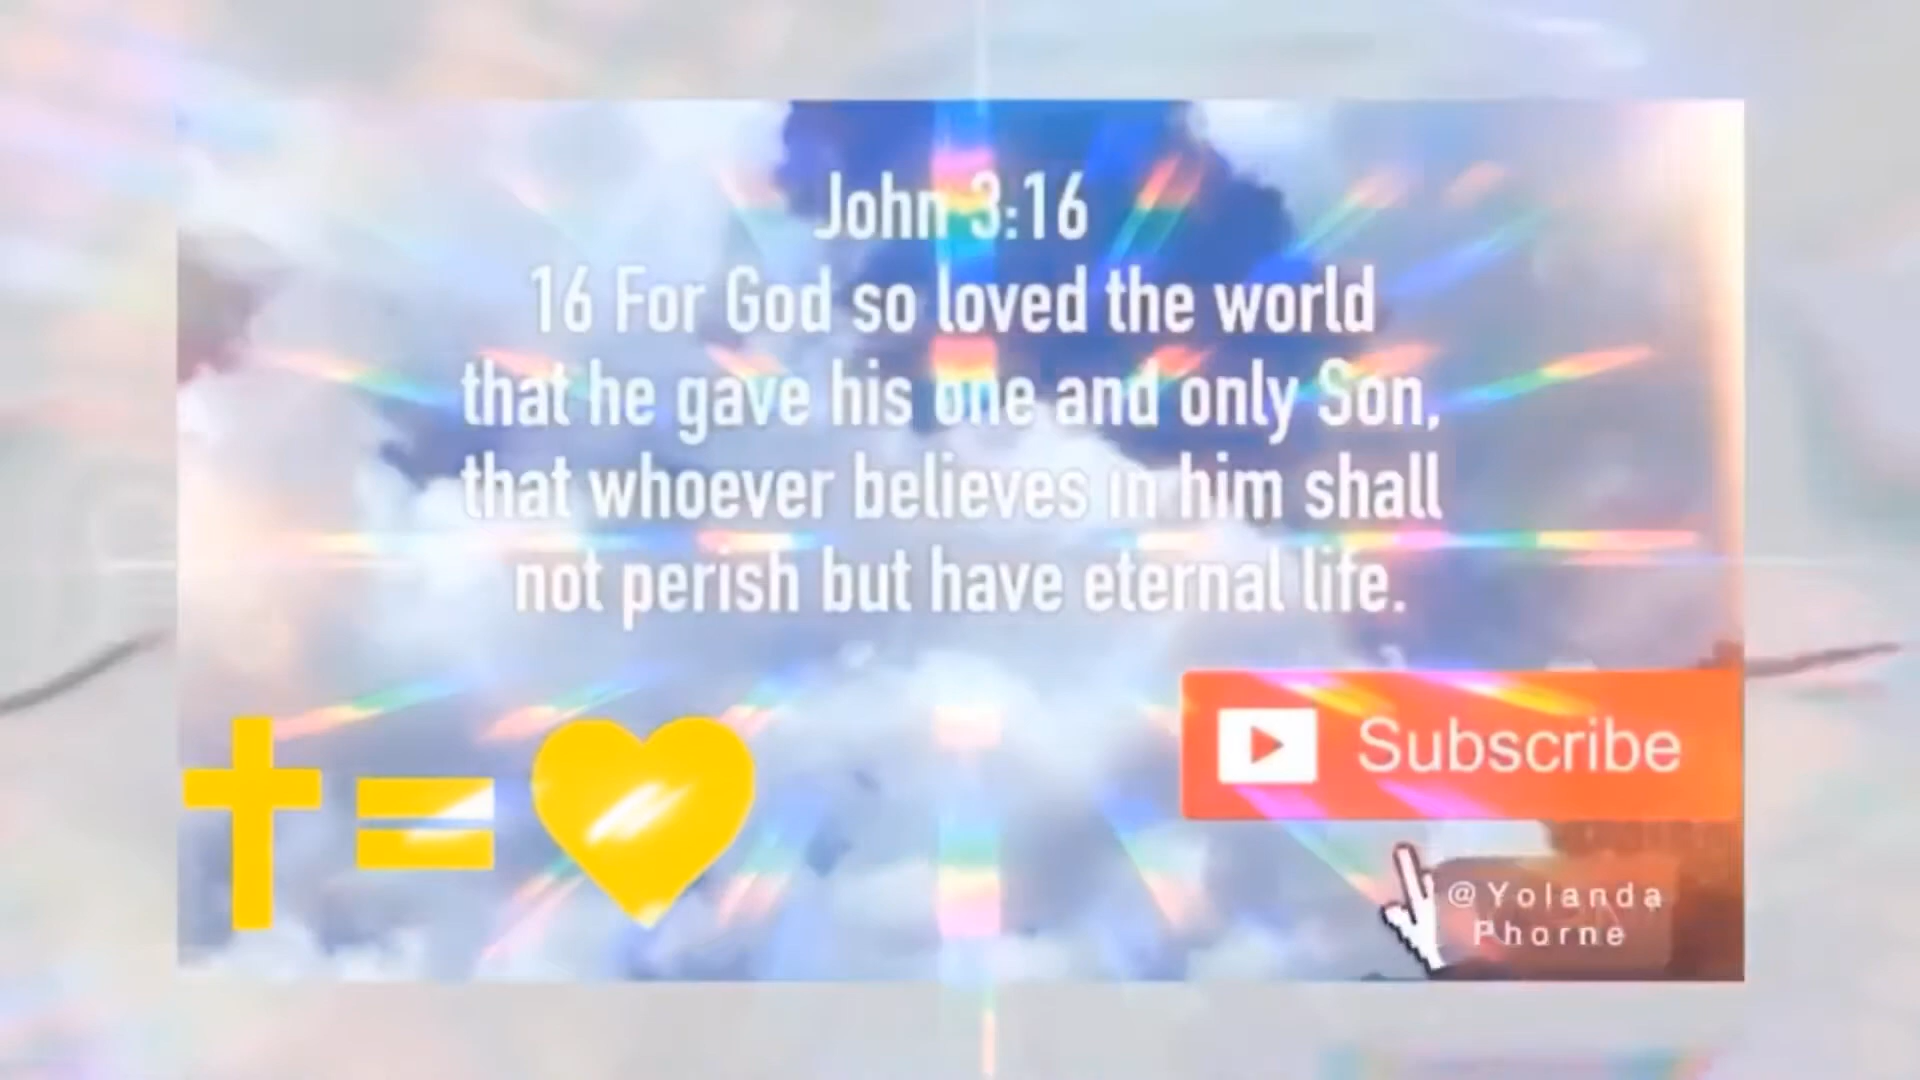 John 3:16
16 For God so loved the world
that he gave his one and only Son,
that whoever believes in him shall
not perish but have eternal life.
Subscribe
@Yolanda
Phorne